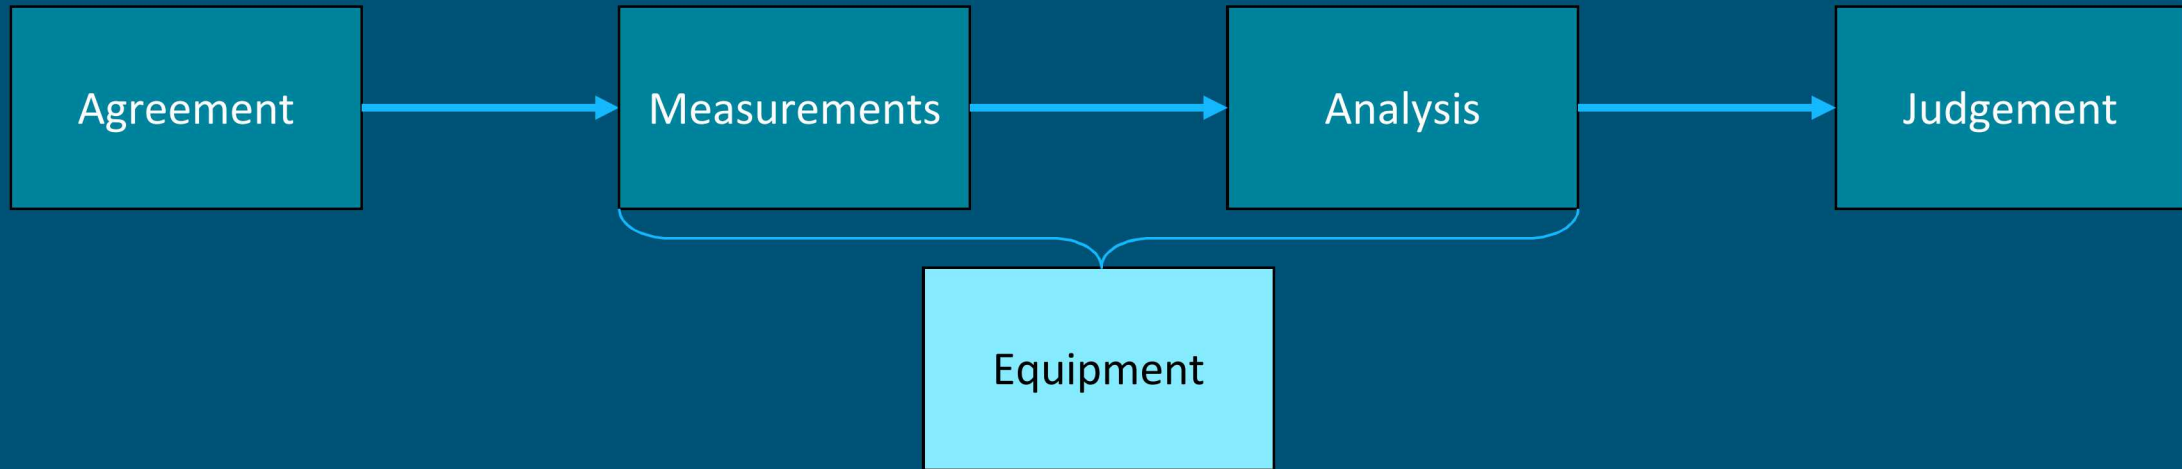 Agreement
Measurements
Analysis
Judgement
Equipment